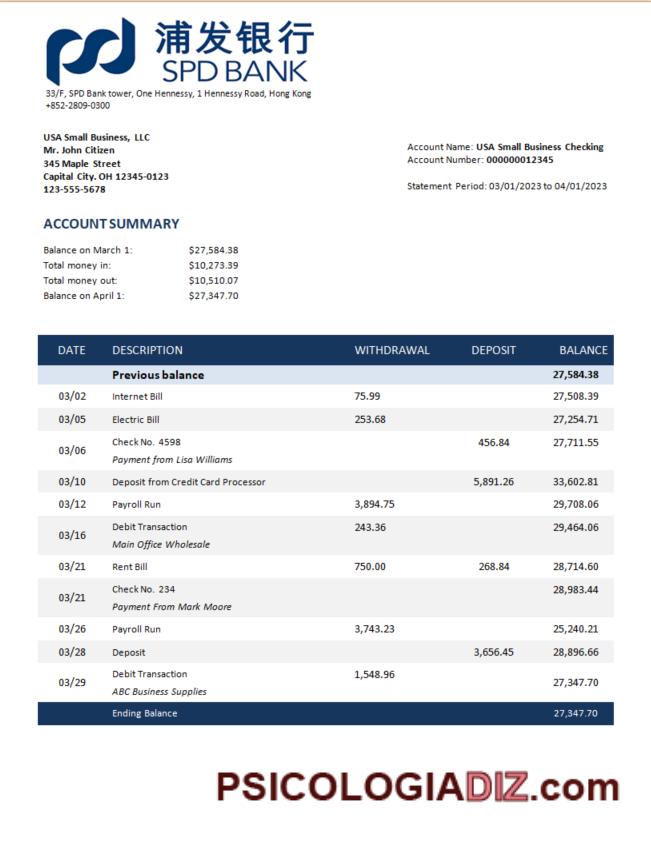 浦发银行
SPD BANK
33/F, SPD Bank tower, One Hennessy, 1 Hennessy Road, Hong Kong
+852-2809-0300
USA Small Business, LLC
Mr. John Citizen
345 Maple Street
Capital City. OH 12345-0123
123-555-5678
Account Name: USA Small Business Checking
Account Number: 000000012345
Statement Period: 03/01/2023 to 04/01/2023
ACCOUNT SUMMARY
Balance on March 1: $27,584.38
Total money in: $10,273.39
Total money out: $10,510.07
Balance on April 1: $27,347.70
DATE DESCRIPTION WITHDRAWAL DEPOSIT BALANCE
Previous balance 27,584.38
03/02 Internet Bill 75.99 27,508.39
03/05 Electric Bill 253.68 27,254.71
03/06 Check No. 4598 456.84 27,711.55
Payment from Lisa Williams
03/10 Deposit from Credit Card Processor 5,891.26 33,602.81
03/12 Payroll Run 3,894.75 29,708.06
03/16 Debit Transaction 243.36 29,464.06
Main Office Wholesale
03/21 Rent Bill 750.00 268.84 28,714.60
03/21 Check No. 234 28,983.44
Payment From Mark Moore
03/26 Payroll Run 3,743.23 25,240.21
03/28 Deposit 3,656.45 28,896.66
03/29 Debit Transaction 1,548.96 27,347.70
ABC Business Supplies
Ending Balance 27,347.70
PSICOLOGIADIZ.com